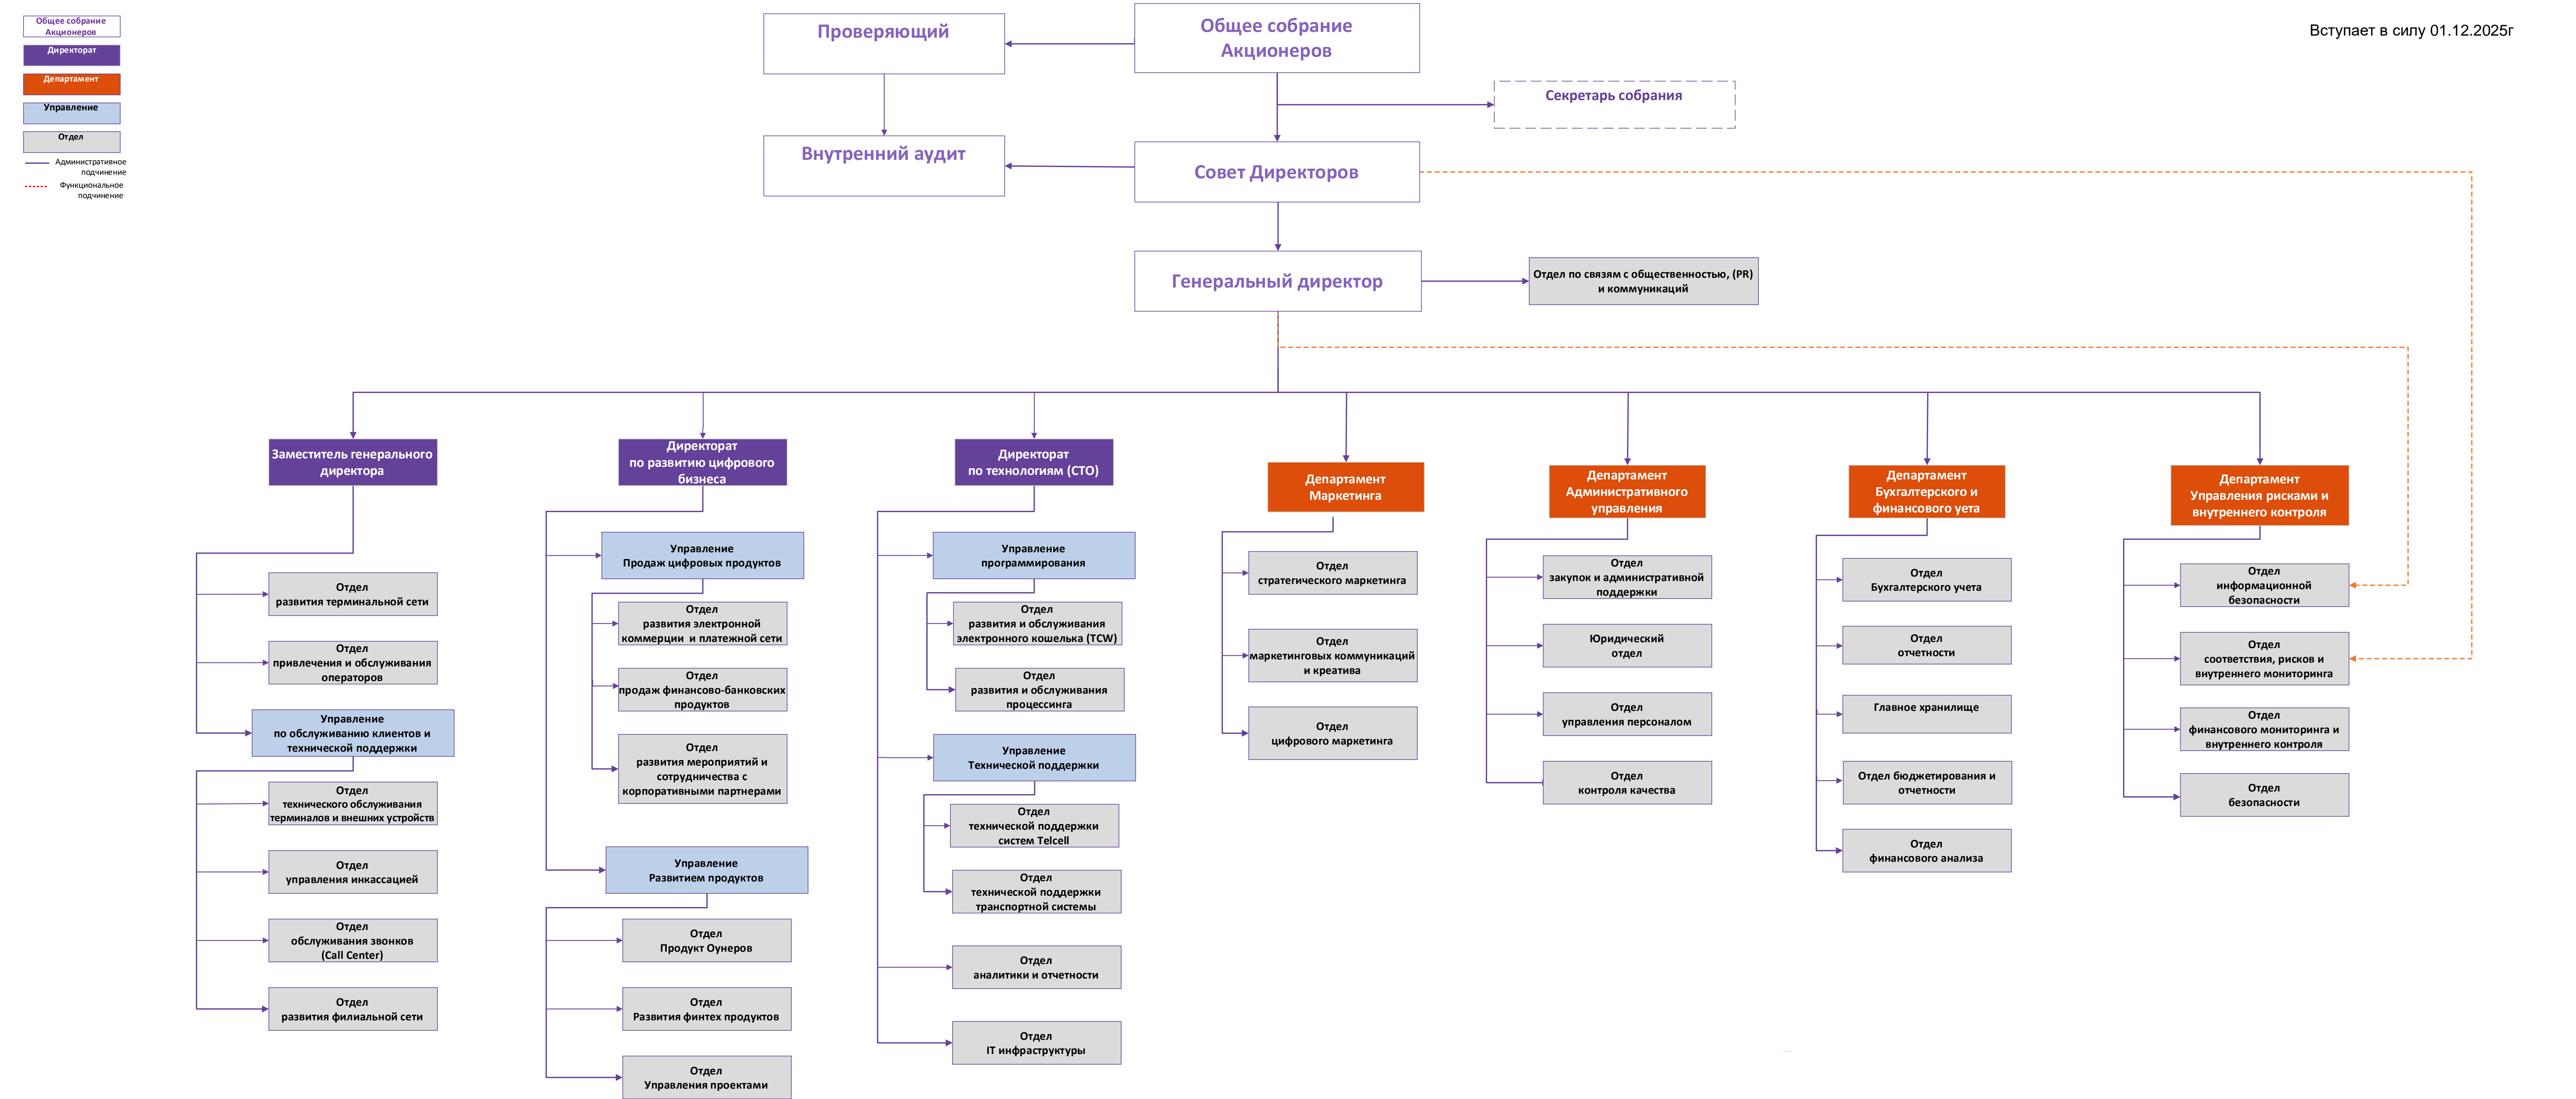 Общее собрание
Акционеров
Директорат
Департамент
Управление
Отдел
Административное
подчинение
Функциональное
подчинение
Вступает в силу 01.12.2025г
Проверяющий
Общее собрание
Акционеров
Секретарь собрания
Внутренний аудит
Совет Директоров
Генеральный директор
Отдел по связям с общественностью, (PR)
и коммуникаций
Заместитель генерального
директора
Отдел
развития терминальной сети
Отдел
привлечения и обслуживания
операторов
Управление
по обслуживанию клиентов и
технической поддержки
Отдел
технического обслуживания
терминалов и внешних устройств
Отдел
управления инкассацией
Отдел
обслуживания звонков
(Call Center)
Отдел
развития филиальной сети
Директорат
по развитию цифрового
бизнеса
Управление
Продаж цифровых продуктов
Отдел
развития электронной
коммерции и платежной сети
Отдел
продаж финансово-банковских
продуктов
Отдел
развития мероприятий и
сотрудничества с
корпоративными партнерами
Управление
Развитием продуктов
Отдел
Продукт Оунеров
Отдел
Развития финтех продуктов
Отдел
Управления проектами
Директорат
по технологиям (CTO)
Управление
программирования
Отдел
развития и обслуживания
электронного кошелька (TCW)
Отдел
развития и обслуживания
процессинга
Управление
Технической поддержки
Отдел
технической поддержки
систем Telcell
Отдел
технической поддержки
транспортной системы
Отдел
аналитики и отчетности
Отдел
IT инфраструктуры
Департамент
Маркетинга
Отдел
стратегического маркетинга
Отдел
маркетинговых коммуникаций
и креатива
Отдел
цифрового маркетинга
Департамент
Административного
управления
Отдел
закупок и административной
поддержки
Юридический
отдел
Отдел
управления персоналом
Отдел
контроля качества
Департамент
Бухгалтерского и
финансового уета
Отдел
Бухгалтерского учета
Отдел
отчетности
Главное хранилище
Отдел бюджетирования и
отчетности
Отдел
финансового анализа
Департамент
Управления рисками и
внутреннего контроля
Отдел
информационной
безопасности
Отдел
соответствия, рисков и
внутреннего мониторинга
Отдел
финансового мониторинга и
внутреннего контроля
Отдел
безопасности